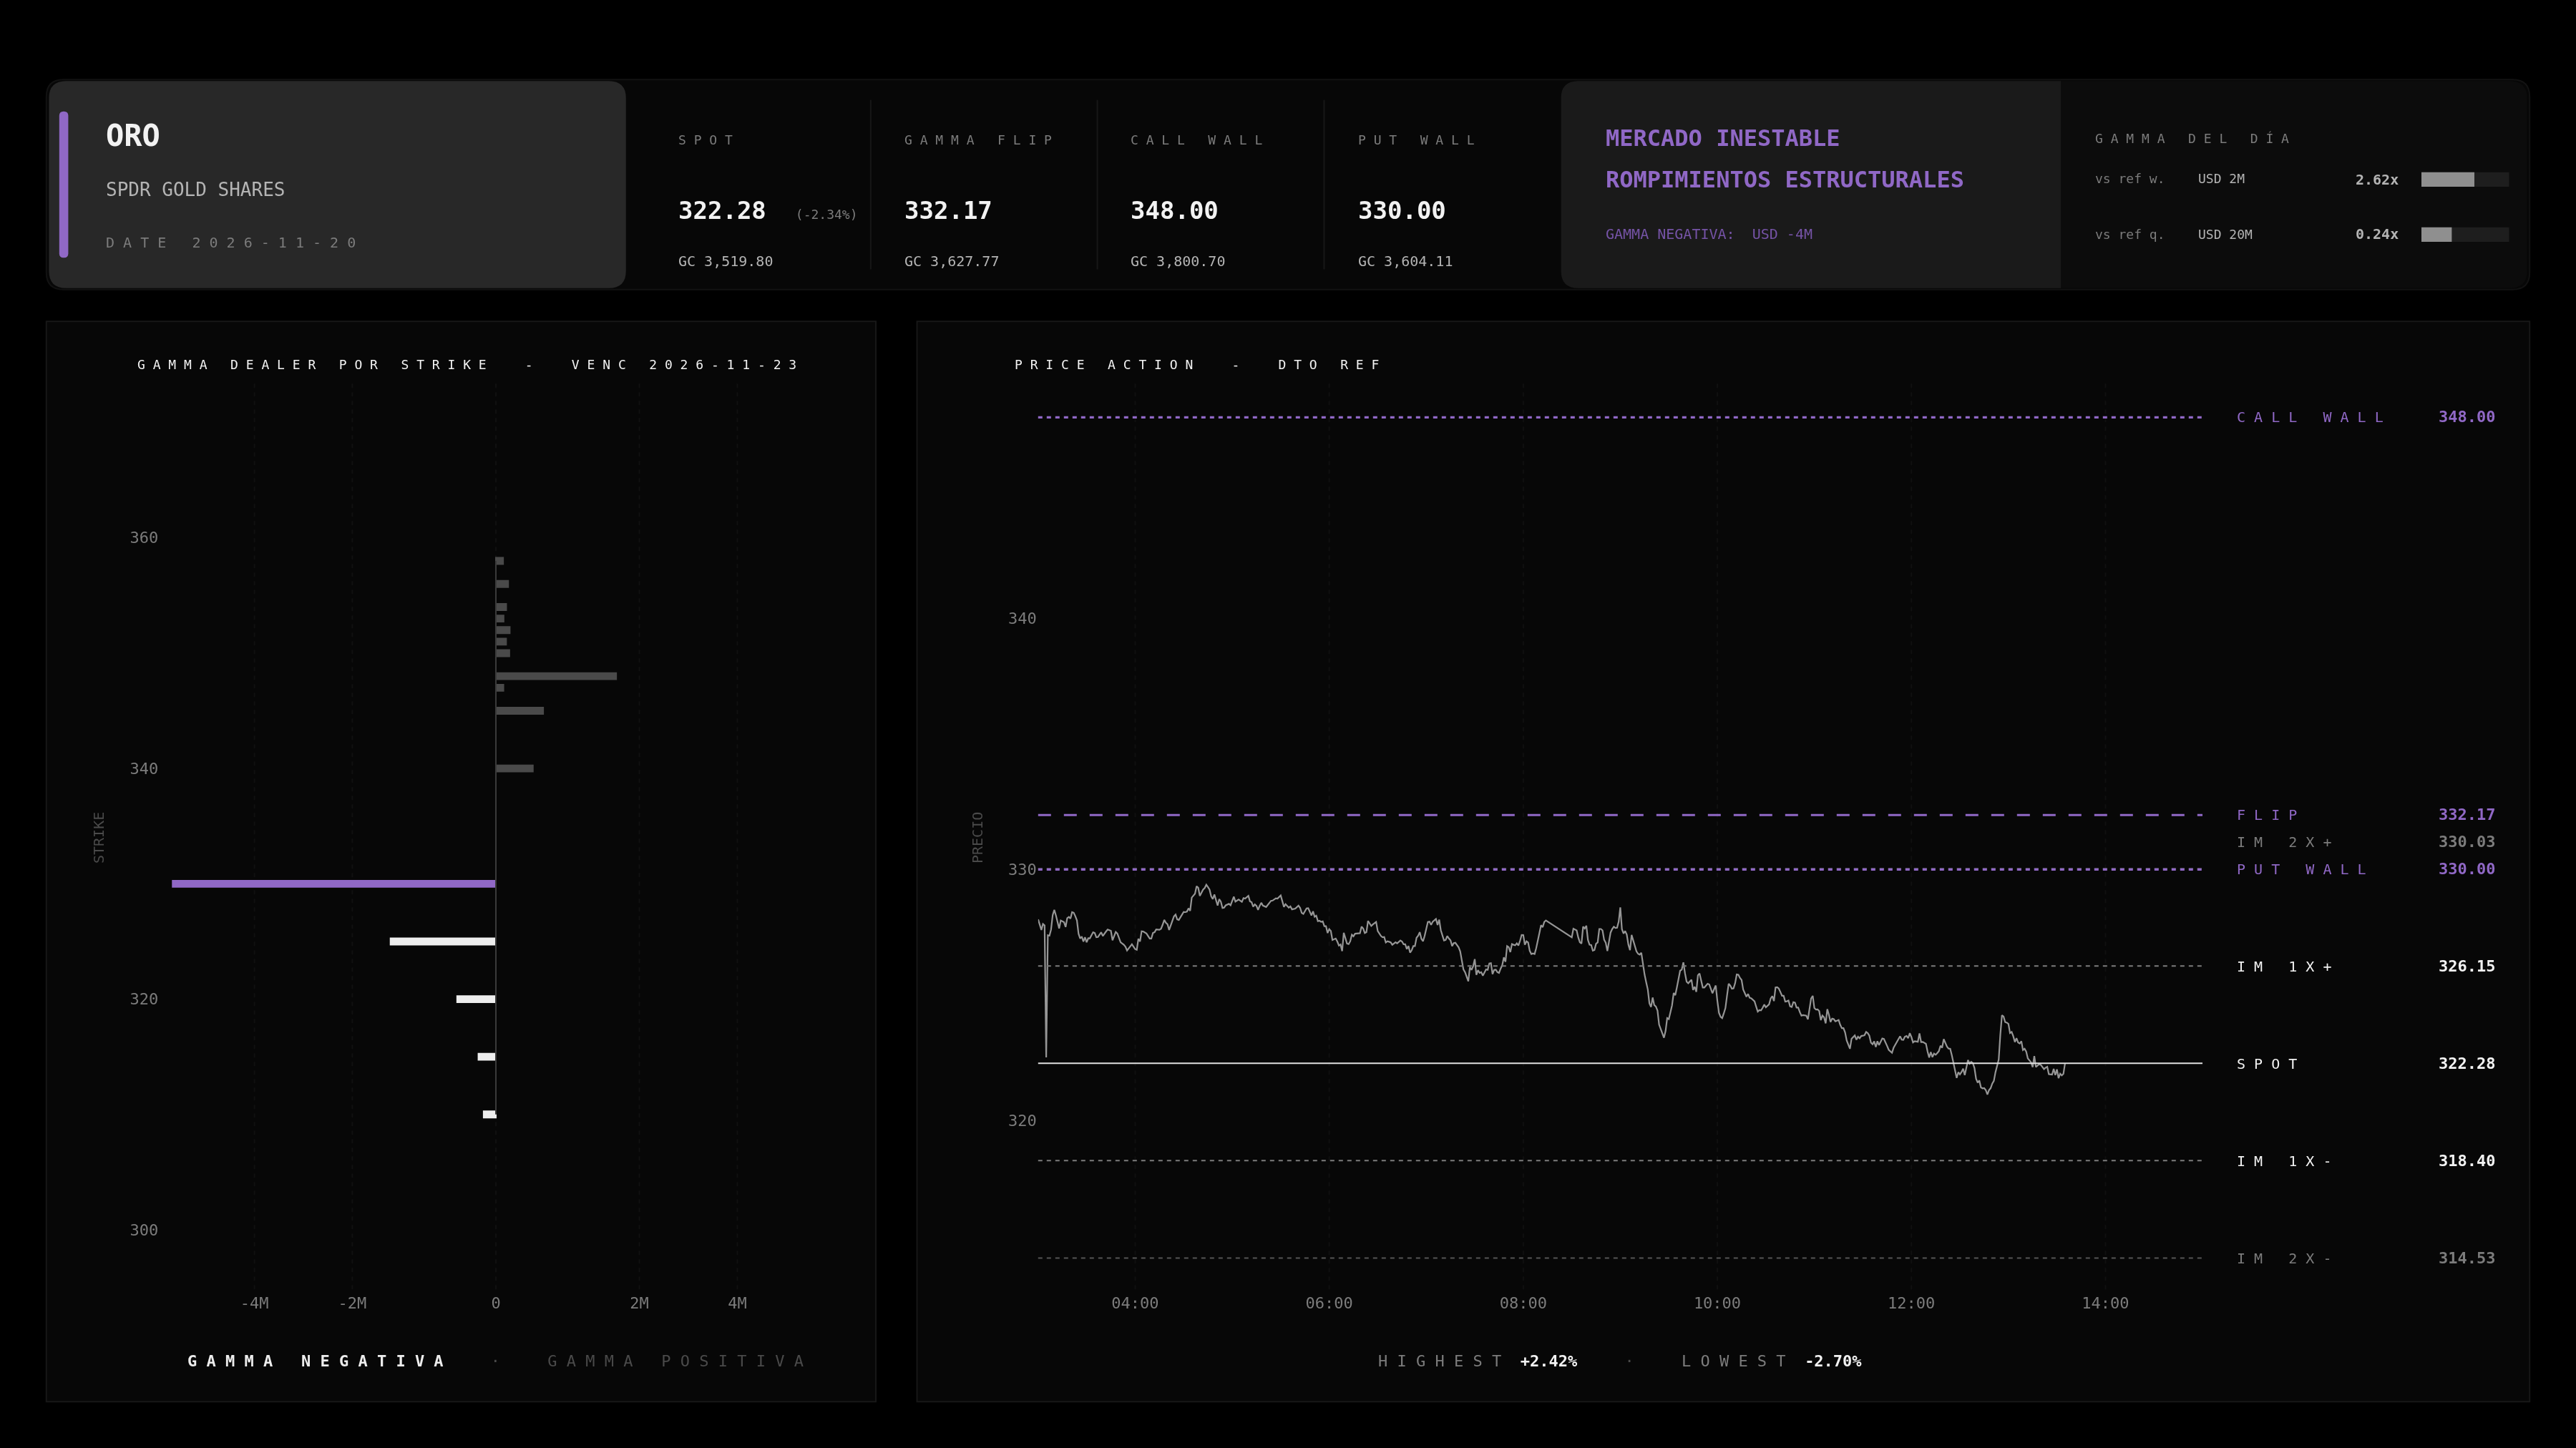 ORO
SPDR GOLD SHARES
DATE 2026-11-20
SPOT
322.28 (-2.34%)
GC 3,519.80
GAMMA FLIP
332.17
GC 3,627.77
CALL WALL
348.00
GC 3,800.70
PUT WALL
330.00
GC 3,604.11
MERCADO INESTABLE
ROMPIMIENTOS ESTRUCTURALES
GAMMA NEGATIVA: USD -4M
GAMMA DEL DÍA
vs ref w. USD 2M 2.62x
vs ref q. USD 20M 0.24x
GAMMA DEALER POR STRIKE - VENC 2026-11-23
STRIKE
360
340
320
300
-4M -2M 0 2M 4M
GAMMA NEGATIVA · GAMMA POSITIVA
PRICE ACTION - DTO REF
PRECIO
340
330
320
CALL WALL 348.00
FLIP 332.17
IM 2X+ 330.03
PUT WALL 330.00
IM 1X+ 326.15
SPOT 322.28
IM 1X- 318.40
IM 2X- 314.53
04:00 06:00 08:00 10:00 12:00 14:00
HIGHEST +2.42% · LOWEST -2.70%